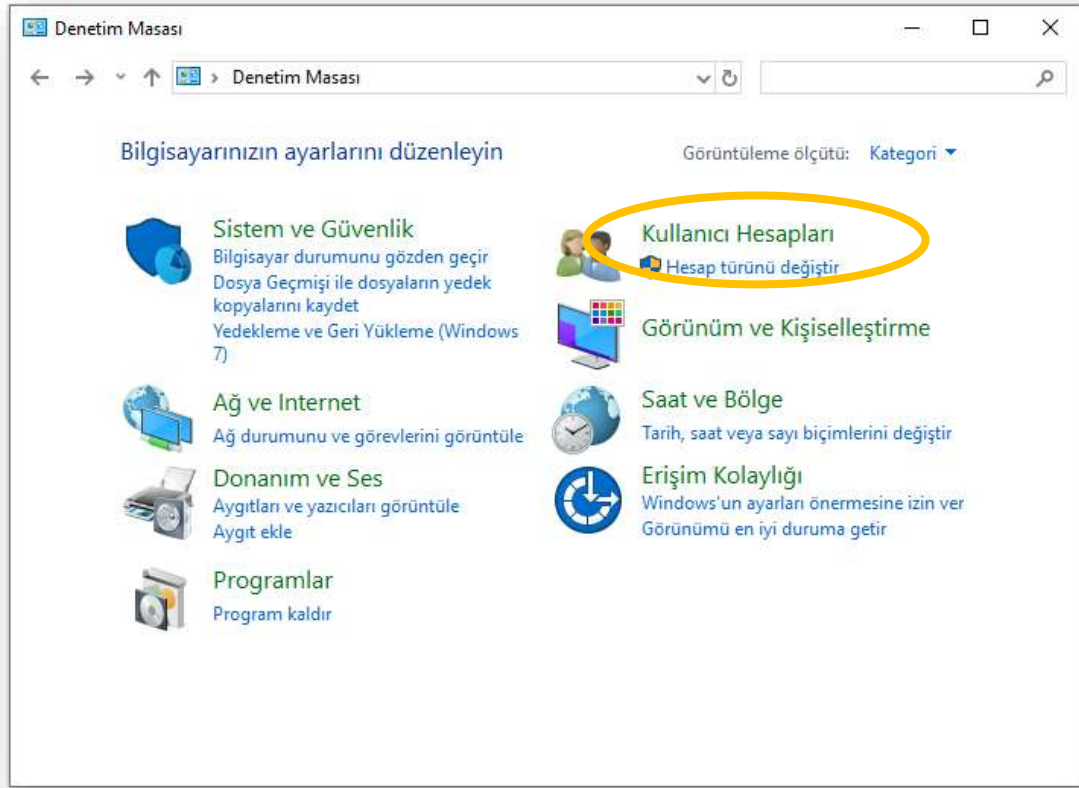 Denetim Masası
Denetim Masası
Bilgisayarınızın ayarlarını düzenleyin
Görüntüleme ölçütü: Kategori
Sistem ve Güvenlik
Bilgisayar durumunu gözden geçir
Dosya Geçmişi ile dosyaların yedek
kopyalarını kaydet
Yedekleme ve Geri Yükleme (Windows
7)
Ağ ve Internet
Ağ durumunu ve görevlerini görüntüle
Donanım ve Ses
Aygıtları ve yazıcıları görüntüle
Aygıt ekle
Programlar
Program kaldır
Kullanıcı Hesapları
Hesap türünü değiştir
Görünüm ve Kişiselleştirme
Saat ve Bölge
Tarih, saat veya sayı biçimlerini değiştir
Erişim Kolaylığı
Windows'un ayarları önermesine izin ver
Görünümü en iyi duruma getir